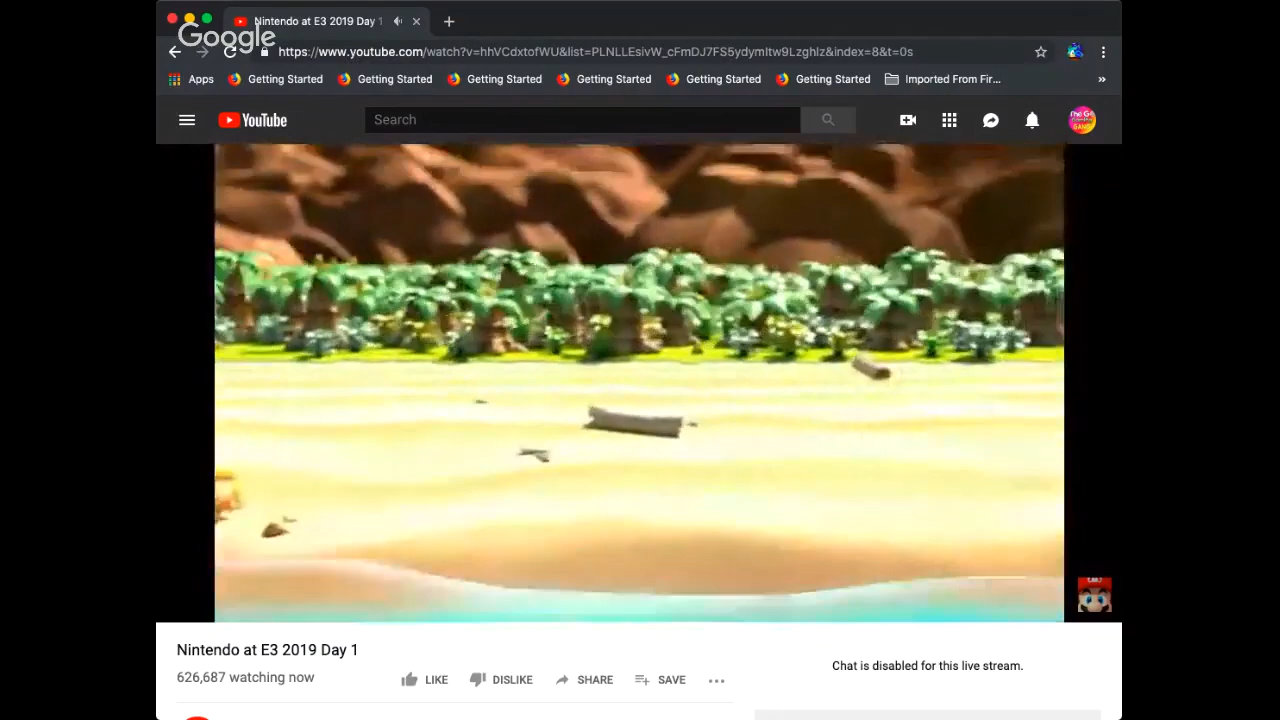 Nintendo at E3 2019 Day 1
Google
https://www.youtube.com/watch?v=hhVCdxtofWU&list=PLNLLEsivW_cFmDJ7FS5ydymItw9Lzghlz&index=8&t=0s
Apps Getting Started Getting Started Getting Started Getting Started Getting Started Getting Started Imported From Fir... »
YouTube Search
Nintendo at E3 2019 Day 1
626,687 watching now
LIKE DISLIKE SHARE SAVE
Chat is disabled for this live stream.